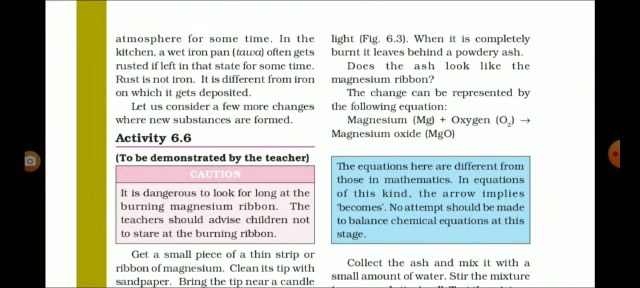 atmosphere for some time. In the
kitchen, a wet iron pan (tawa) often gets
rusted if left in that state for some time.
Rust is not iron. It is different from iron
on which it gets deposited.
Let us consider a few more changes
where new substances are formed.
Activity 6.6
(To be demonstrated by the teacher)
CAUTION
It is dangerous to look for long at the
burning magnesium ribbon. The
teachers should advise children not
to stare at the burning ribbon.
Get a small piece of a thin strip or
ribbon of magnesium. Clean its tip with
sandpaper. Bring the tip near a candle
light (Fig. 6.3). When it is completely
burnt it leaves behind a powdery ash.
Does the ash look like the
magnesium ribbon?
The change can be represented by
the following equation:
Magnesium (Mg) + Oxygen (O₂) →
Magnesium oxide (MgO)
The equations here are different from
those in mathematics. In equations
of this kind, the arrow implies
'becomes'. No attempt should be made
to balance chemical equations at this
stage.
Collect the ash and mix it with a
small amount of water. Stir the mixture